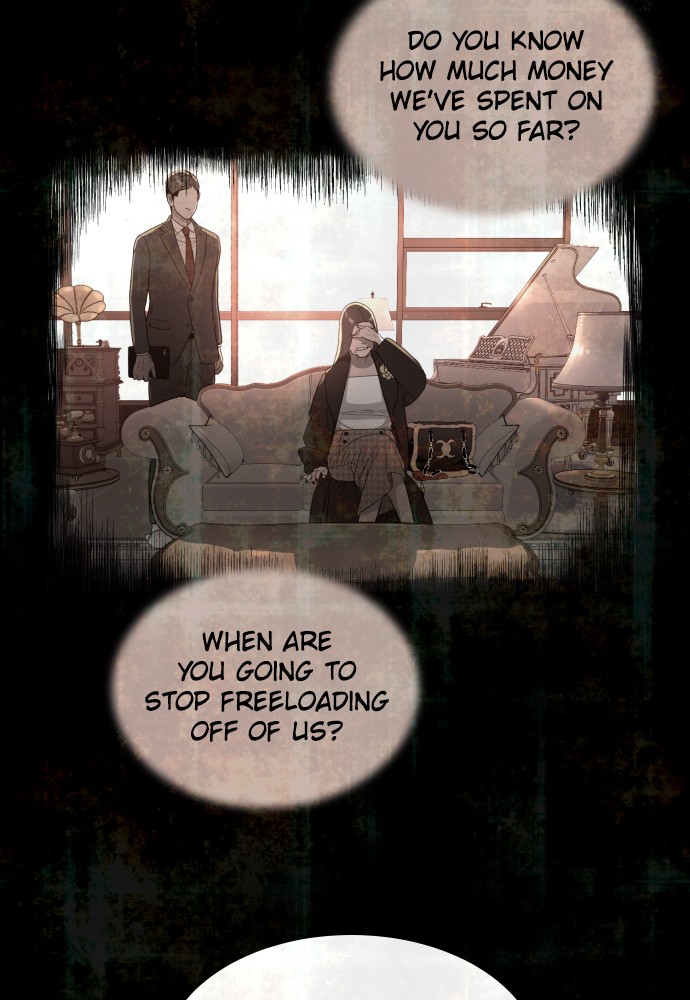 DO YOU KNOW
HOW MUCH MONEY
WE'VE SPENT ON
YOU SO FAR?
WHEN ARE
YOU GOING TO
STOP FREELOADING
OFF OF US?